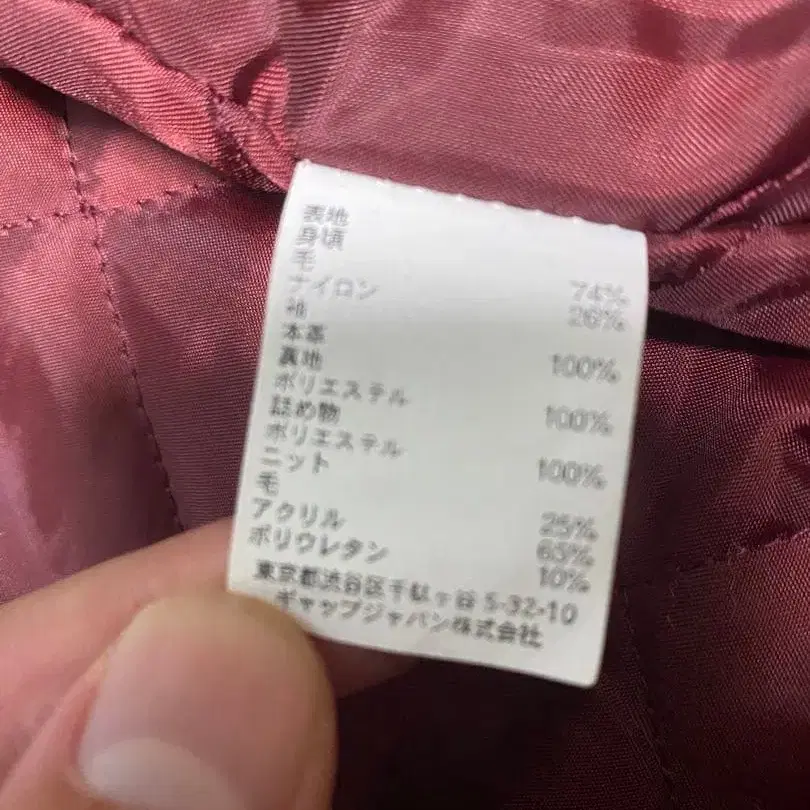 表地
身頃
毛 74%
ナイロン 26%
袖
本革 100%
裏地
ポリエステル 100%
詰め物
ポリエステル 100%
ニット
毛 25%
アクリル 63%
ポリウレタン 10%
東京都渋谷区千駄ヶ谷 5-32-10
ギャップジャパン株式会社